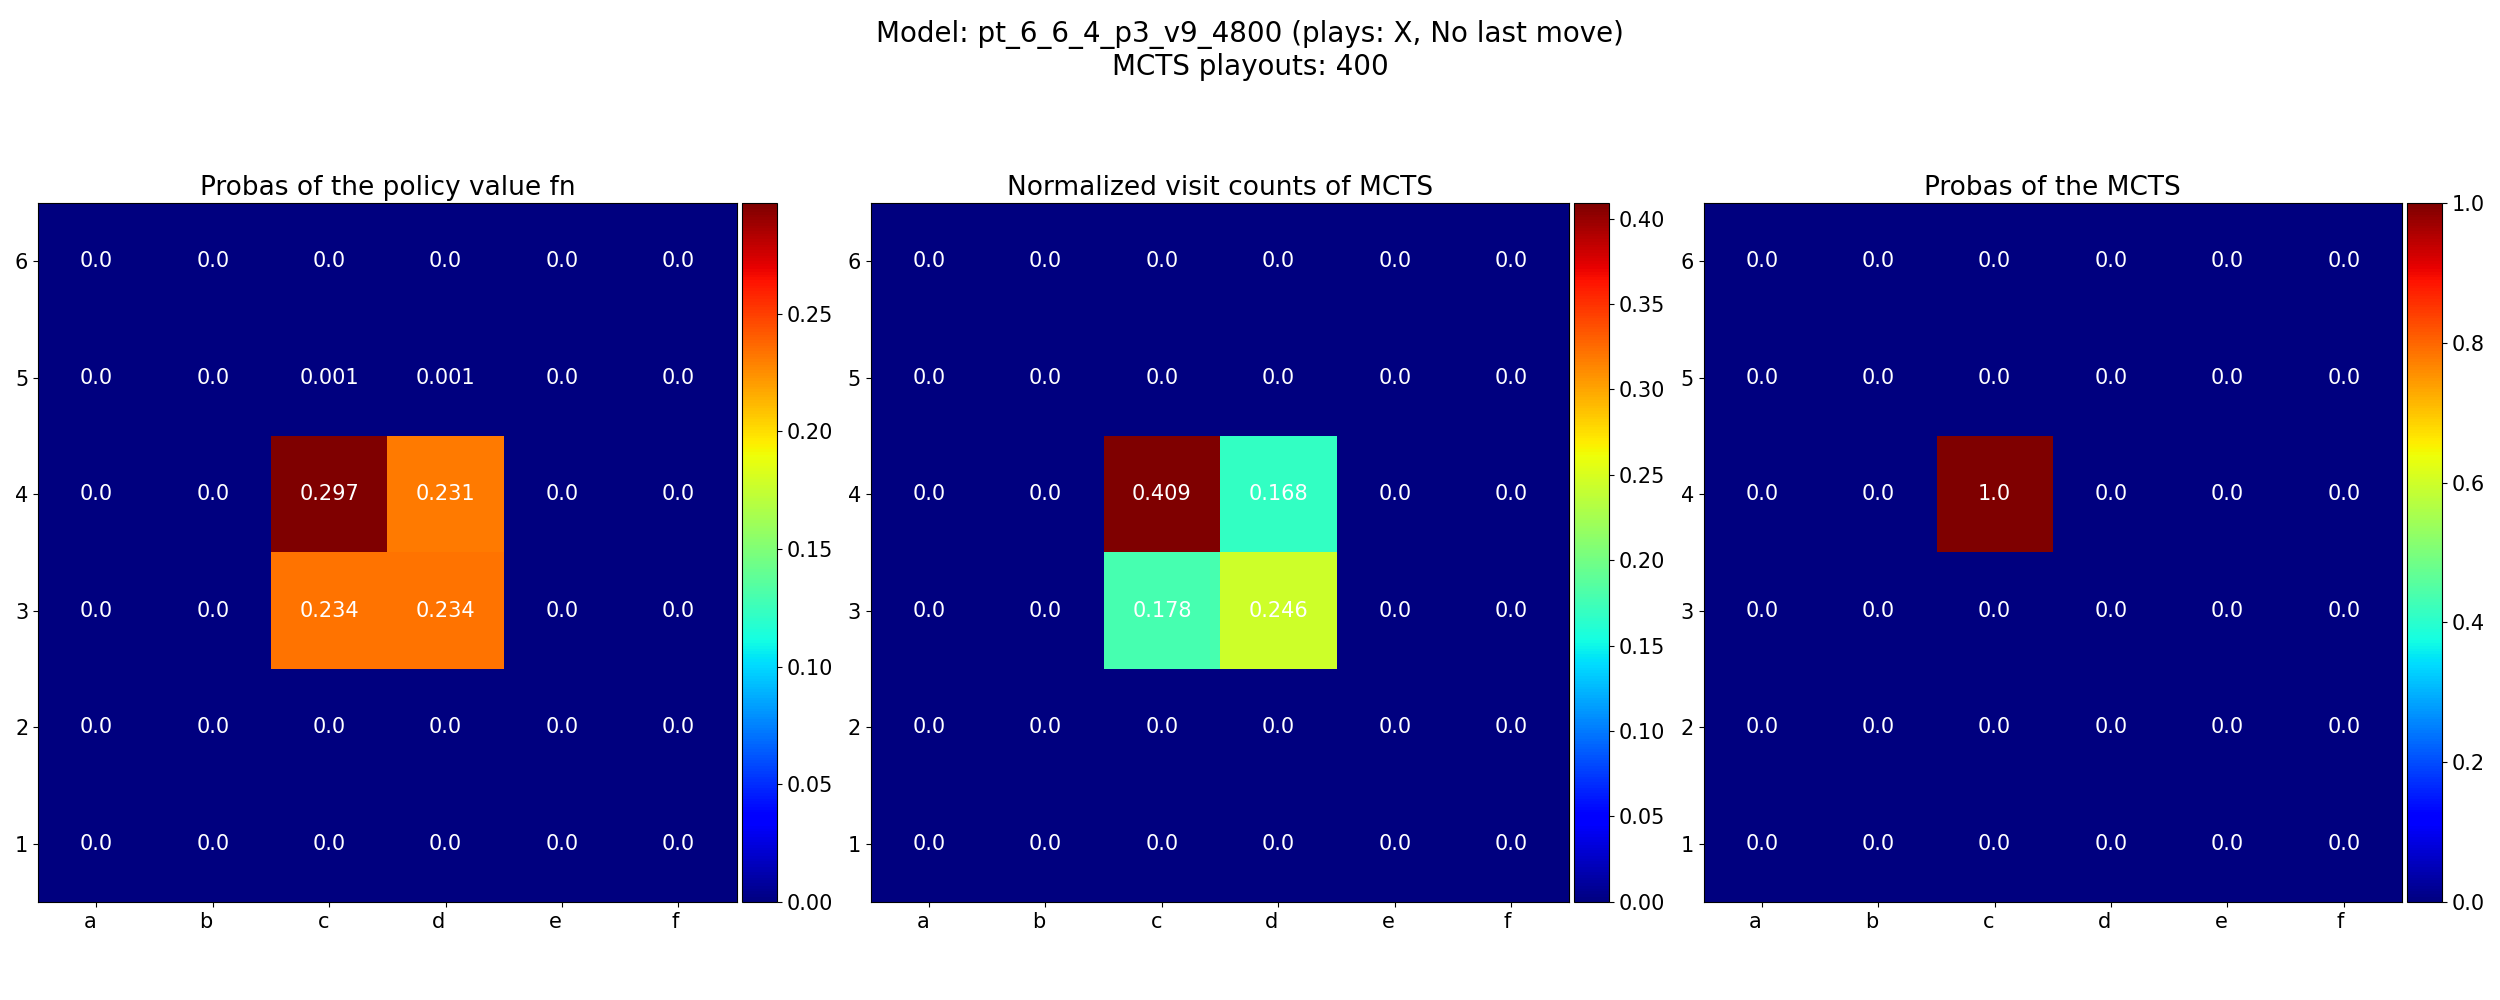 Model: pt_6_6_4_p3_v9_4800 (plays: X, No last move)
MCTS playouts: 400
Probas of the policy value fn
6 0.0 0.0 0.0 0.0 0.0 0.0
5 0.0 0.0 0.001 0.001 0.0 0.0
4 0.0 0.0 0.297 0.231 0.0 0.0
3 0.0 0.0 0.234 0.234 0.0 0.0
2 0.0 0.0 0.0 0.0 0.0 0.0
1 0.0 0.0 0.0 0.0 0.0 0.0
a b c d e f
0.25
0.20
0.15
0.10
0.05
0.00
Normalized visit counts of MCTS
6 0.0 0.0 0.0 0.0 0.0 0.0
5 0.0 0.0 0.0 0.0 0.0 0.0
4 0.0 0.0 0.409 0.168 0.0 0.0
3 0.0 0.0 0.178 0.246 0.0 0.0
2 0.0 0.0 0.0 0.0 0.0 0.0
1 0.0 0.0 0.0 0.0 0.0 0.0
a b c d e f
0.40
0.35
0.30
0.25
0.20
0.15
0.10
0.05
0.00
Probas of the MCTS
6 0.0 0.0 0.0 0.0 0.0 0.0
5 0.0 0.0 0.0 0.0 0.0 0.0
4 0.0 0.0 1.0 0.0 0.0 0.0
3 0.0 0.0 0.0 0.0 0.0 0.0
2 0.0 0.0 0.0 0.0 0.0 0.0
1 0.0 0.0 0.0 0.0 0.0 0.0
a b c d e f
1.0
0.8
0.6
0.4
0.2
0.0